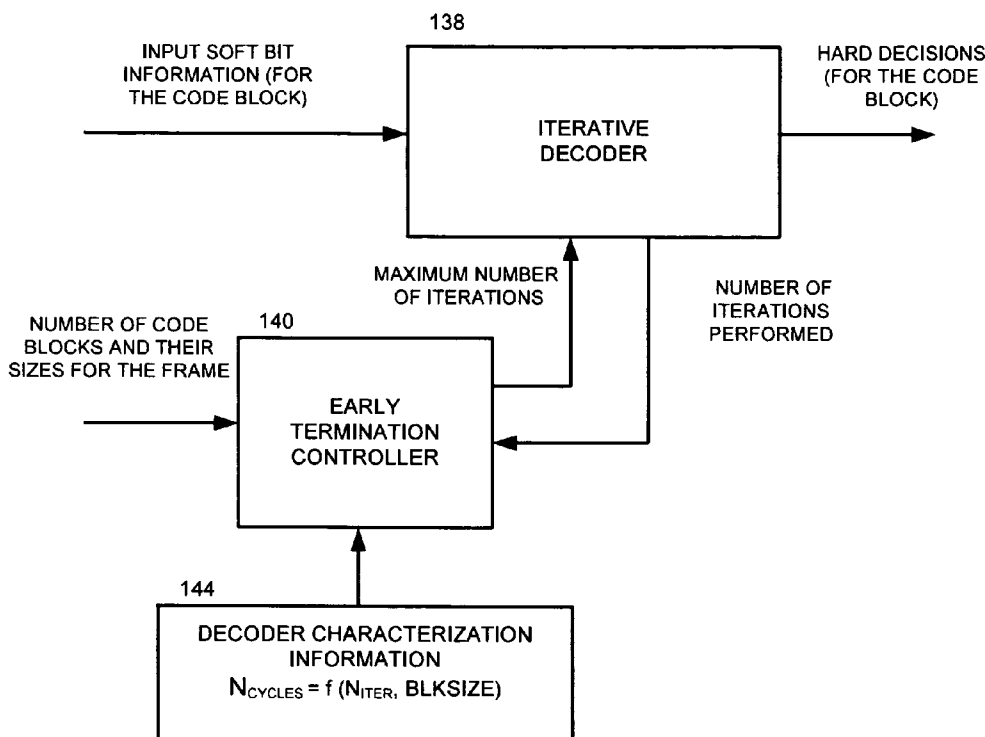 138
INPUT SOFT BIT
INFORMATION (FOR
THE CODE BLOCK)
HARD DECISIONS
(FOR THE CODE
BLOCK)
ITERATIVE
DECODER
MAXIMUM NUMBER
OF ITERATIONS
NUMBER OF
ITERATIONS
PERFORMED
NUMBER OF CODE
BLOCKS AND THEIR
SIZES FOR THE FRAME
140
EARLY
TERMINATION
CONTROLLER
144
DECODER CHARACTERIZATION
INFORMATION
NCYCLES = f (NITER, BLKSIZE)